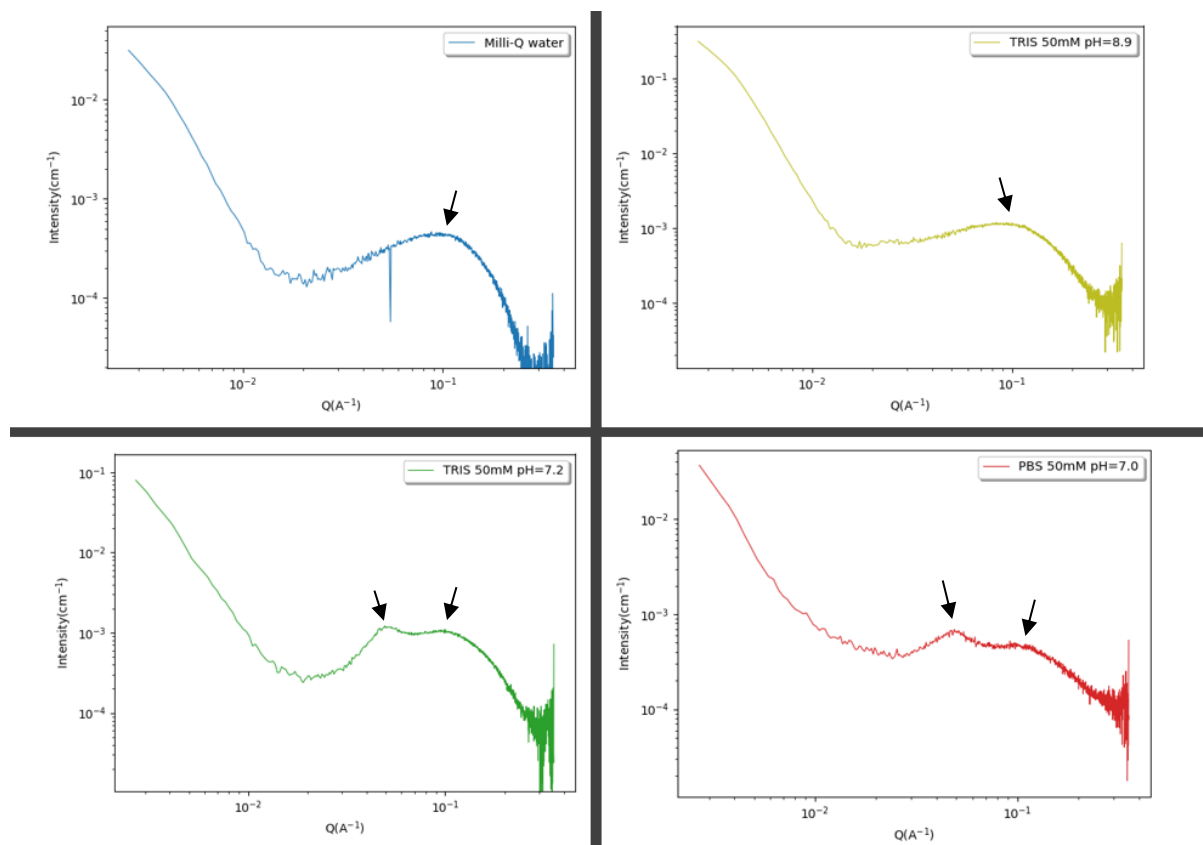 Milli-Q water
10⁻²
10⁻³
10⁻⁴
Intensity(cm⁻¹)
10⁻²
10⁻¹
Q(A⁻¹)
TRIS 50mM pH=8.9
10⁻¹
10⁻²
10⁻³
10⁻⁴
Intensity(cm⁻¹)
10⁻²
10⁻¹
Q(A⁻¹)
TRIS 50mM pH=7.2
10⁻¹
10⁻²
10⁻³
10⁻⁴
Intensity(cm⁻¹)
10⁻²
10⁻¹
Q(A⁻¹)
PBS 50mM pH=7.0
10⁻²
10⁻³
10⁻⁴
Intensity(cm⁻¹)
10⁻²
10⁻¹
Q(A⁻¹)